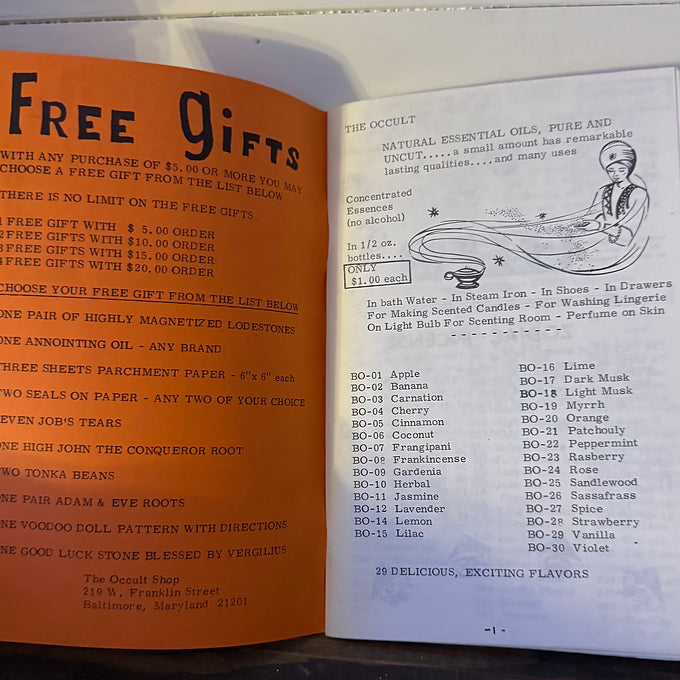 FREE GIFTS
WITH ANY PURCHASE OF $5.00 OR MORE YOU MAY
CHOOSE A FREE GIFT FROM THE LIST BELOW
THERE IS NO LIMIT ON THE FREE GIFTS
1 FREE GIFT WITH $ 5.00 ORDER
2 FREE GIFTS WITH $10.00 ORDER
3 FREE GIFTS WITH $15.00 ORDER
4 FREE GIFTS WITH $20.00 ORDER
CHOOSE YOUR FREE GIFT FROM THE LIST BELOW
ONE PAIR OF HIGHLY MAGNETIZED LODESTONES
ONE ANNOINTING OIL - ANY BRAND
THREE SHEETS PARCHMENT PAPER - 6"x 6" each
TWO SEALS ON PAPER - ANY TWO OF YOUR CHOICE
SEVEN JOB'S TEARS
ONE HIGH JOHN THE CONQUEROR ROOT
TWO TONKA BEANS
ONE PAIR ADAM & EVE ROOTS
ONE VOODOO DOLL PATTERN WITH DIRECTIONS
ONE GOOD LUCK STONE BLESSED BY VERGILIUS
The Occult Shop
219 W. Franklin Street
Baltimore, Maryland 21201
THE OCCULT
NATURAL ESSENTIAL OILS, PURE AND
UNCUT.....a small amount has remarkable
lasting qualities....and many uses
Concentrated
Essences
(no alcohol)
In 1/2 oz.
bottles....
ONLY
$1.00 each
In bath Water - In Steam Iron - In Shoes - In Drawers
For Making Scented Candles - For Washing Lingerie
On Light Bulb For Scenting Room - Perfume on Skin
- - - - - - - - - - -
BO-01 Apple
BO-02 Banana
BO-03 Carnation
BO-04 Cherry
BO-05 Cinnamon
BO-06 Coconut
BO-07 Frangipani
BO-08 Frankincense
BO-09 Gardenia
BO-10 Herbal
BO-11 Jasmine
BO-12 Lavender
BO-14 Lemon
BO-15 Lilac
BO-16 Lime
BO-17 Dark Musk
BO-18 Light Musk
BO-19 Myrrh
BO-20 Orange
BO-21 Patchouly
BO-22 Peppermint
BO-23 Rasberry
BO-24 Rose
BO-25 Sandlewood
BO-26 Sassafrass
BO-27 Spice
BO-28 Strawberry
BO-29 Vanilla
BO-30 Violet
29 DELICIOUS, EXCITING FLAVORS
-1-